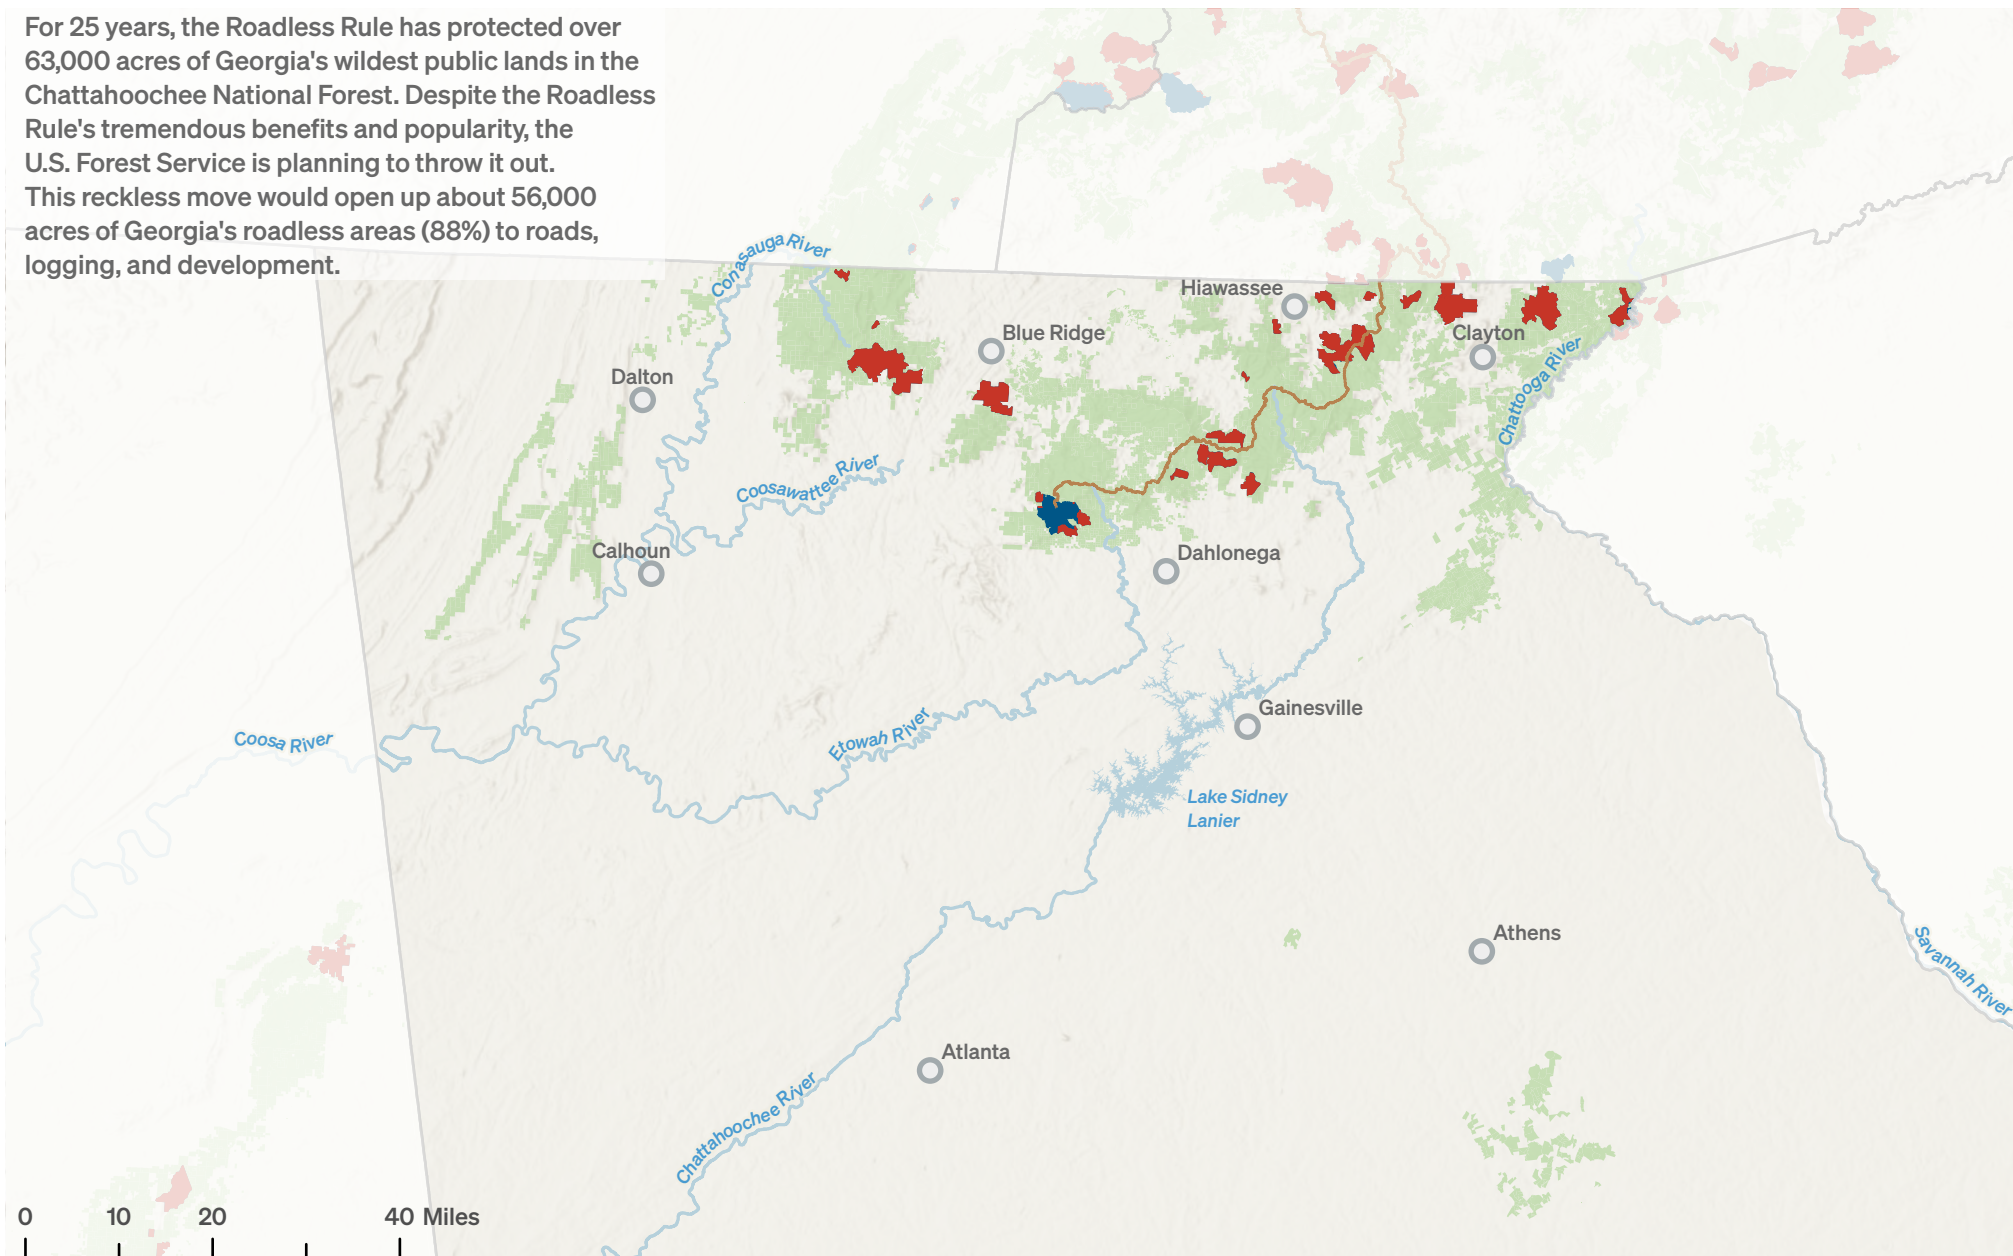 For 25 years, the Roadless Rule has protected over
63,000 acres of Georgia's wildest public lands in the
Chattahoochee National Forest. Despite the Roadless
Rule's tremendous benefits and popularity, the
U.S. Forest Service is planning to throw it out.
This reckless move would open up about 56,000
acres of Georgia's roadless areas (88%) to roads,
logging, and development.
Conasauga River
Hiawassee
Blue Ridge
Clayton
Dalton
Chattooga River
Coosawattee River
Calhoun
Dahlonega
Gainesville
Etowah River
Coosa River
Lake Sidney
Lanier
Athens
Savannah River
Atlanta
Chattahoochee River
0 10 20 40 Miles